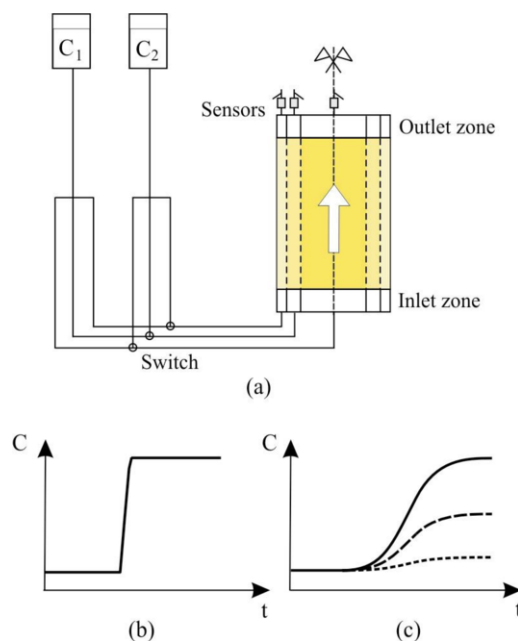 C₁
C₂
Sensors
Outlet zone
Inlet zone
Switch
(a)
C
t
(b)
C
t
(c)